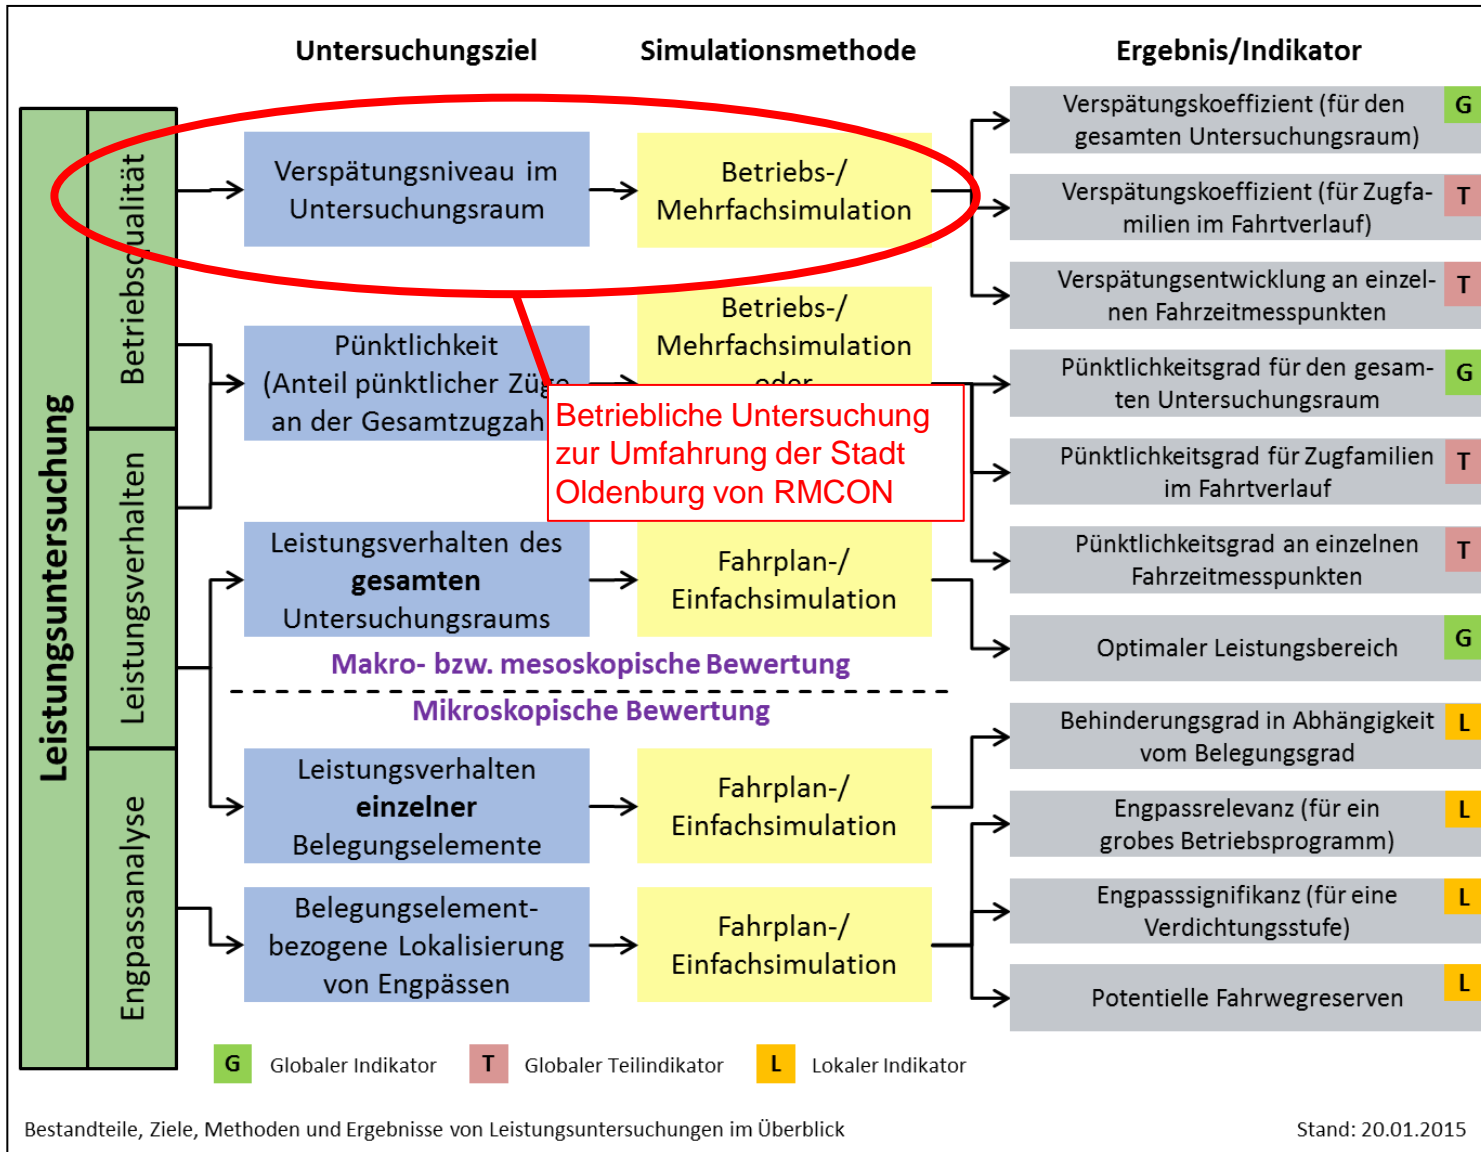 Untersuchungsziel
Simulationsmethode
Ergebnis/Indikator
Leistungsuntersuchung
Betriebsqualität
Leistungsverhalten
Engpassanalyse
Verspätungsniveau im
Untersuchungsraum
Betriebs-/
Mehrfachsimulation
Verspätungskoeffizient (für den
gesamten Untersuchungsraum)
G
Verspätungskoeffizient (für Zugfa-
milien im Fahrtverlauf)
T
Verspätungsentwicklung an einzel-
nen Fahrzeitmesspunkten
T
Pünktlichkeit
(Anteil pünktlicher Züge
an der Gesamtzugzahl
Betriebs-/
Mehrfachsimulation
oder
Betriebliche Untersuchung
zur Umfahrung der Stadt
Oldenburg von RMCON
Pünktlichkeitsgrad für den gesam-
ten Untersuchungsraum
G
Pünktlichkeitsgrad für Zugfamilien
im Fahrtverlauf
T
Pünktlichkeitsgrad an einzelnen
Fahrzeitmesspunkten
T
Leistungsverhalten des
gesamten
Untersuchungsraums
Fahrplan-/
Einfachsimulation
Optimaler Leistungsbereich
G
Makro- bzw. mesoskopische Bewertung
Mikroskopische Bewertung
Leistungsverhalten
einzelner
Belegungselemente
Fahrplan-/
Einfachsimulation
Behinderungsgrad in Abhängigkeit
vom Belegungsgrad
L
Belegungselement-
bezogene Lokalisierung
von Engpässen
Fahrplan-/
Einfachsimulation
Engpassrelevanz (für ein
grobes Betriebsprogramm)
L
Engpasssignifikanz (für eine
Verdichtungsstufe)
L
Potentielle Fahrwegreserven
L
G Globaler Indikator
T Globaler Teilindikator
L Lokaler Indikator
Bestandteile, Ziele, Methoden und Ergebnisse von Leistungsuntersuchungen im Überblick
Stand: 20.01.2015